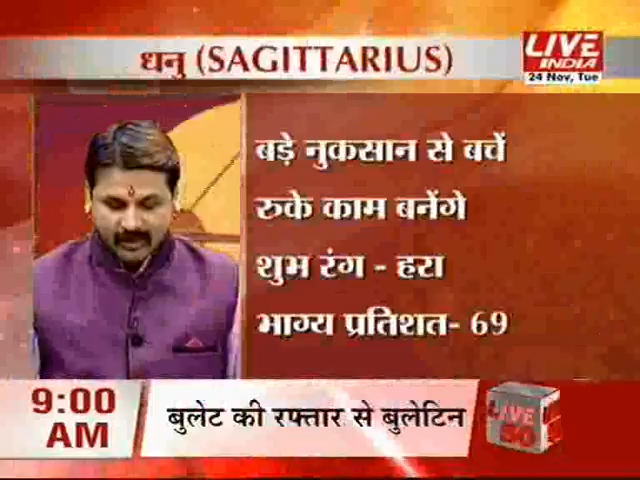 धनु (SAGITTARIUS)
LIVE
INDIA
24 Nov, Tue
बड़े नुकसान से बचें
रुके काम बनेंगे
शुभ रंग - हरा
भाग्य प्रतिशत- 69
9:00
AM
बुलेट की रफ्तार से बुलेटिन
LIVE
50